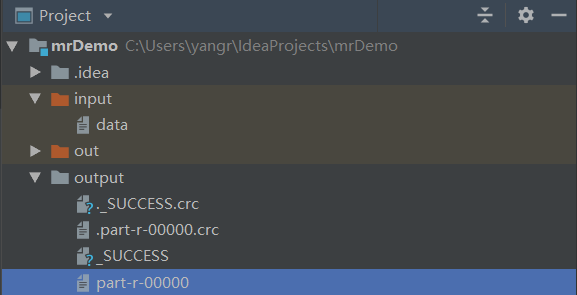 Project
mrDemo C:\Users\yangr\IdeaProjects\mrDemo
.idea
input
data
out
output
._SUCCESS.crc
.part-r-00000.crc
_SUCCESS
part-r-00000